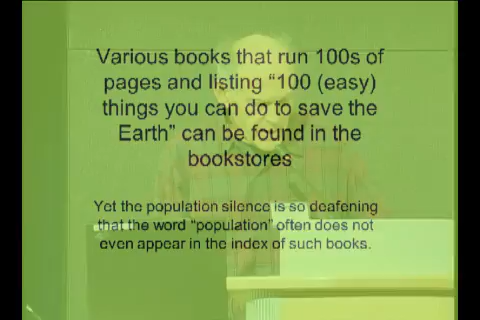 Various books that run 100s of
pages and listing “100 (easy)
things you can do to save the
Earth” can be found in the
bookstores
Yet the population silence is so deafening
that the word “population” often does not
even appear in the index of such books.